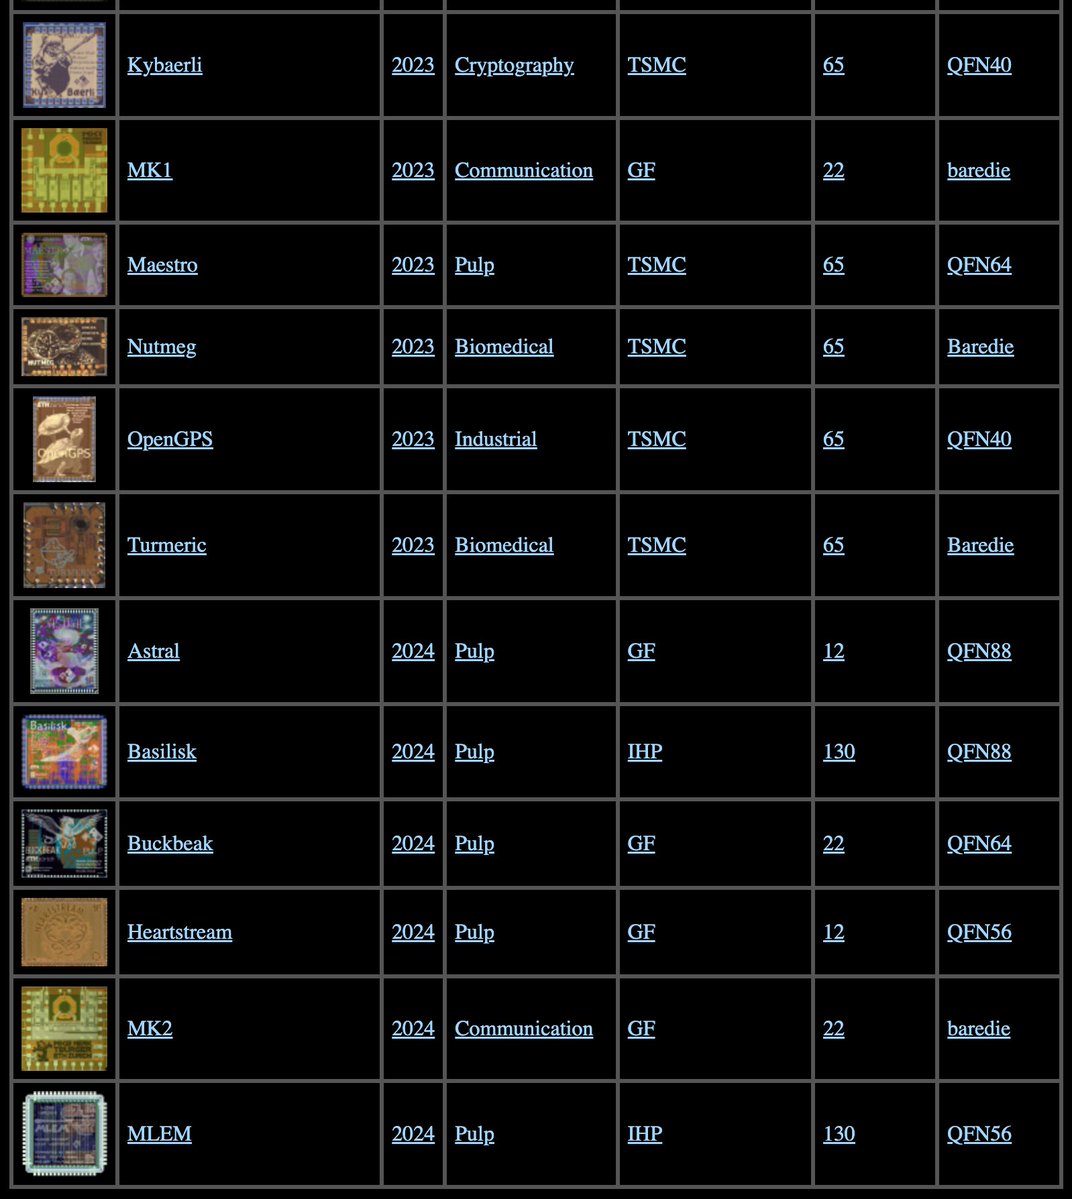 Kybaerli 2023 Cryptography TSMC 65 QFN40
MK1 2023 Communication GF 22 baredie
Maestro 2023 Pulp TSMC 65 QFN64
Nutmeg 2023 Biomedical TSMC 65 Baredie
OpenGPS 2023 Industrial TSMC 65 QFN40
Turmeric 2023 Biomedical TSMC 65 Baredie
Astral 2024 Pulp GF 12 QFN88
Basilisk 2024 Pulp IHP 130 QFN88
Buckbeak 2024 Pulp GF 22 QFN64
Heartstream 2024 Pulp GF 12 QFN56
MK2 2024 Communication GF 22 baredie
MLEM 2024 Pulp IHP 130 QFN56